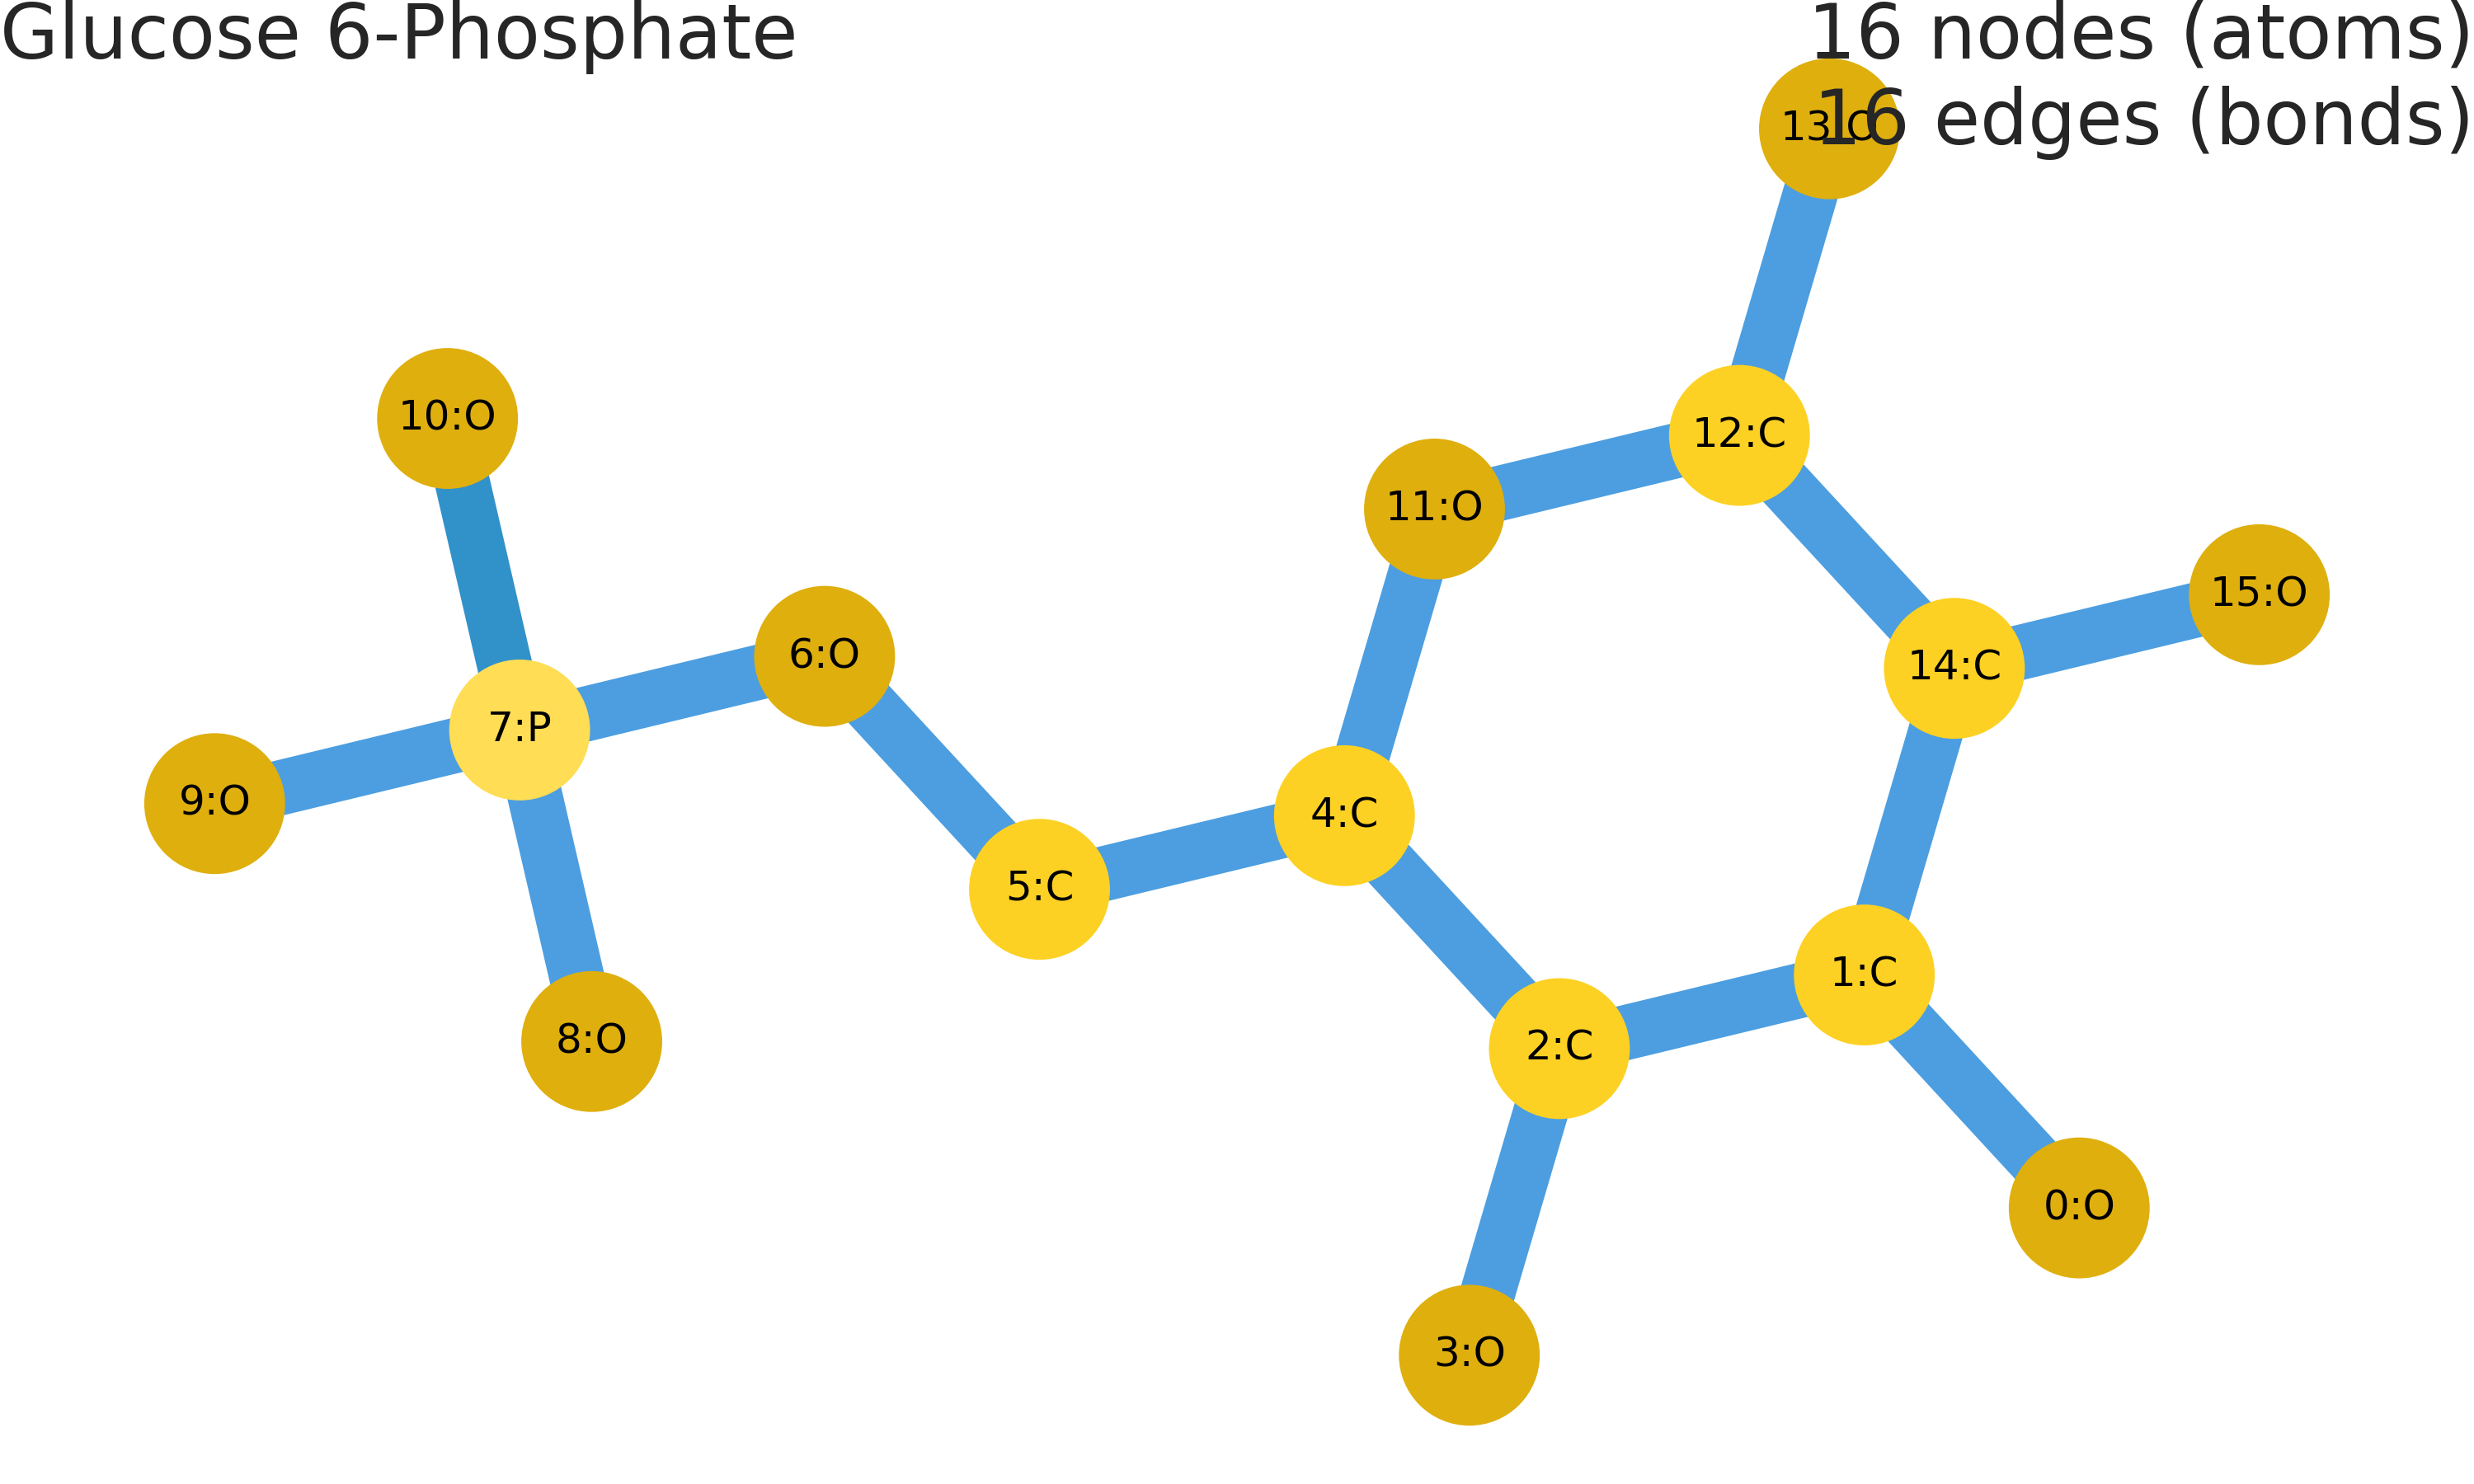 Glucose 6-Phosphate
16 nodes (atoms)
16 edges (bonds)
10:O
12:C
11:O
15:O
6:O
14:C
7:P
9:O
4:C
5:C
1:C
8:O
2:C
0:O
3:O